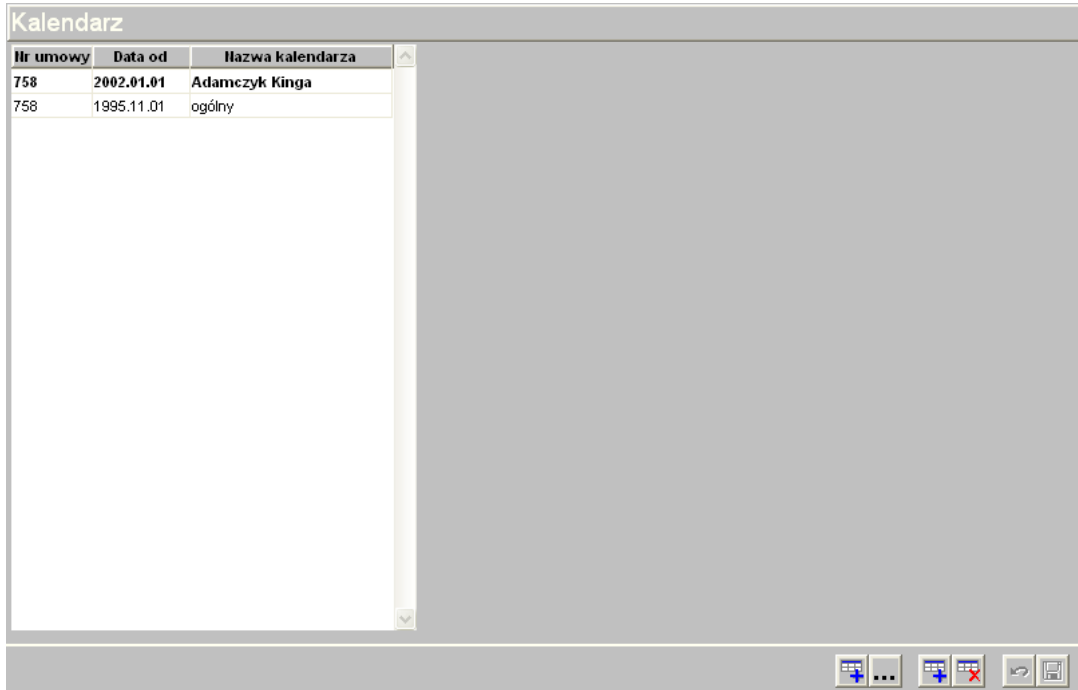 Kalendarz
Nr umowy Data od Nazwa kalendarza
758 2002.01.01 Adamczyk Kinga
758 1995.11.01 ogólny
...